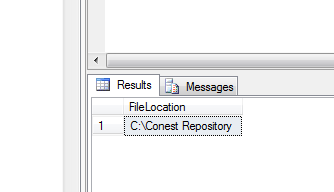 Results Messages
FileLocation
1 C:\Conest Repository